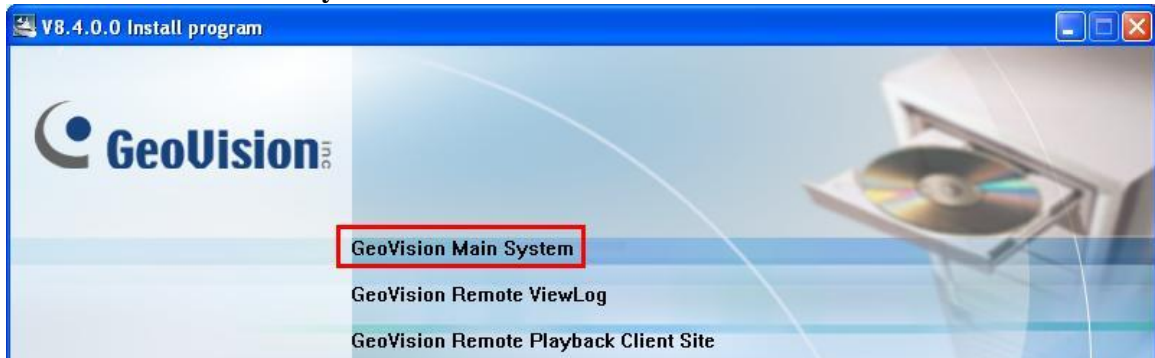 V8.4.0.0 Install program
GeoVision inc
GeoVision Main System
GeoVision Remote ViewLog
GeoVision Remote Playback Client Site